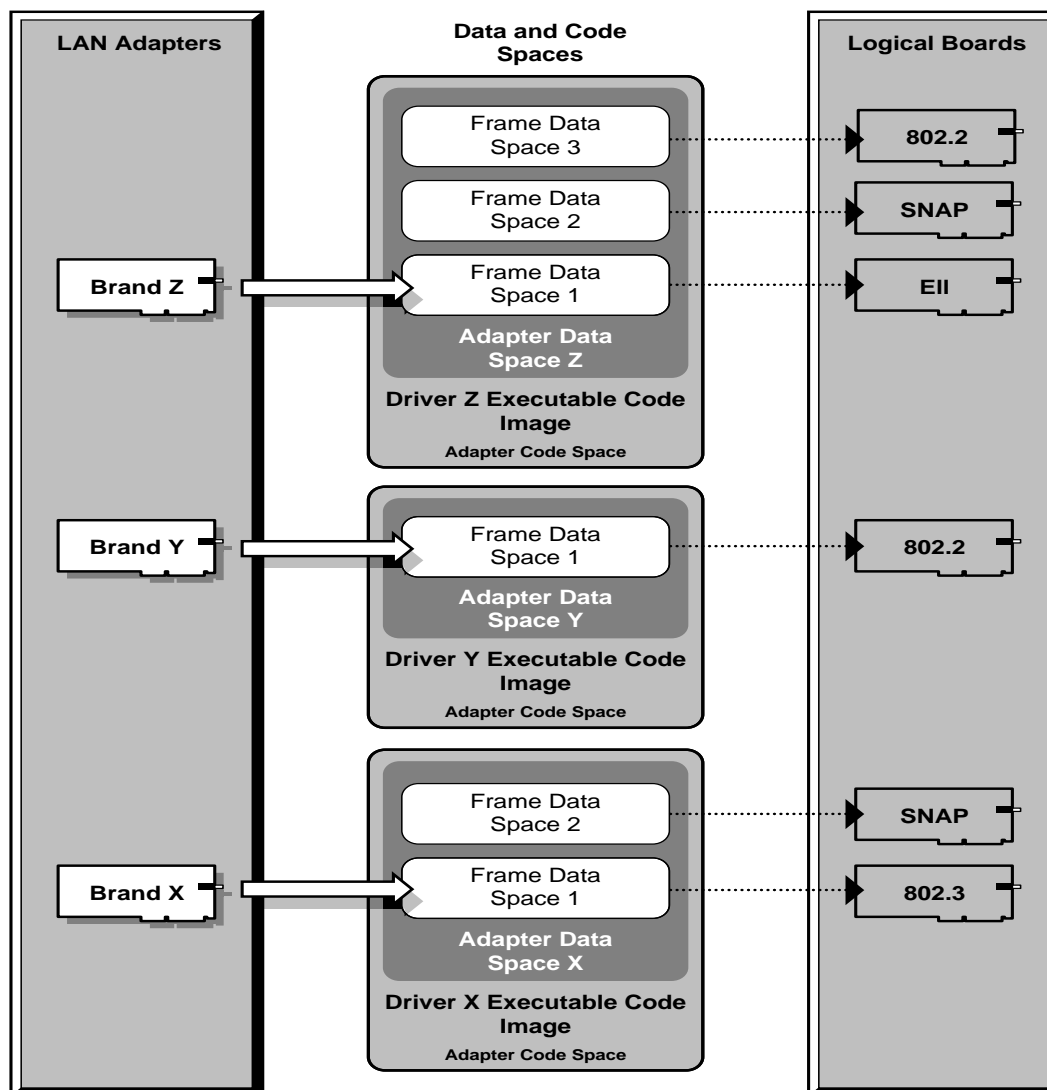 LAN Adapters
Data and Code
Spaces
Logical Boards
Frame Data
Space 3
802.2
Frame Data
Space 2
SNAP
Brand Z
Frame Data
Space 1
EII
Adapter Data
Space Z
Driver Z Executable Code
Image
Adapter Code Space
Brand Y
Frame Data
Space 1
802.2
Adapter Data
Space Y
Driver Y Executable Code
Image
Adapter Code Space
Frame Data
Space 2
SNAP
Brand X
Frame Data
Space 1
802.3
Adapter Data
Space X
Driver X Executable Code
Image
Adapter Code Space